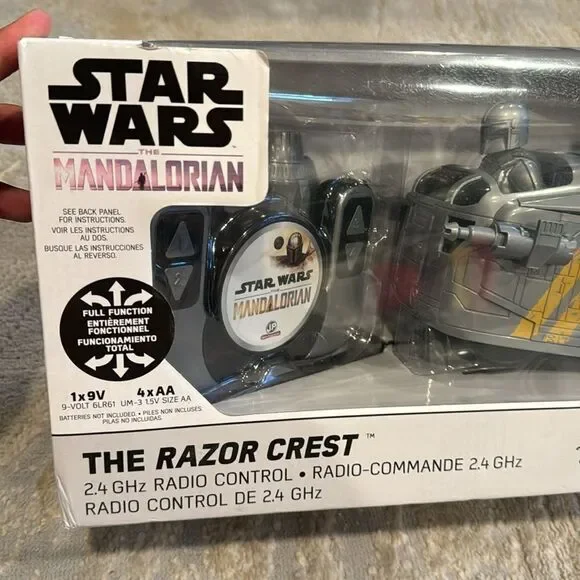 STAR
WARS
THE
MANDALORIAN
SEE BACK PANEL
FOR INSTRUCTIONS.
VOIR LES INSTRUCTIONS
AU DOS.
BUSQUE LAS INSTRUCCIONES
AL REVERSO.
FULL FUNCTION
ENTIÈREMENT
FONCTIONNEL
FUNCIONAMIENTO
TOTAL
1x9V 4xAA
9-VOLT 6LR61 UM-3 1.5V SIZE AA
BATTERIES NOT INCLUDED. • PILES NON INCLUSES
PILAS NO INCLUIDAS.
STAR WARS
THE
MANDALORIAN
JP
THE RAZOR CREST ™
2.4 GHz RADIO CONTROL • RADIO-COMMANDE 2.4 GHz
RADIO CONTROL DE 2.4 GHz